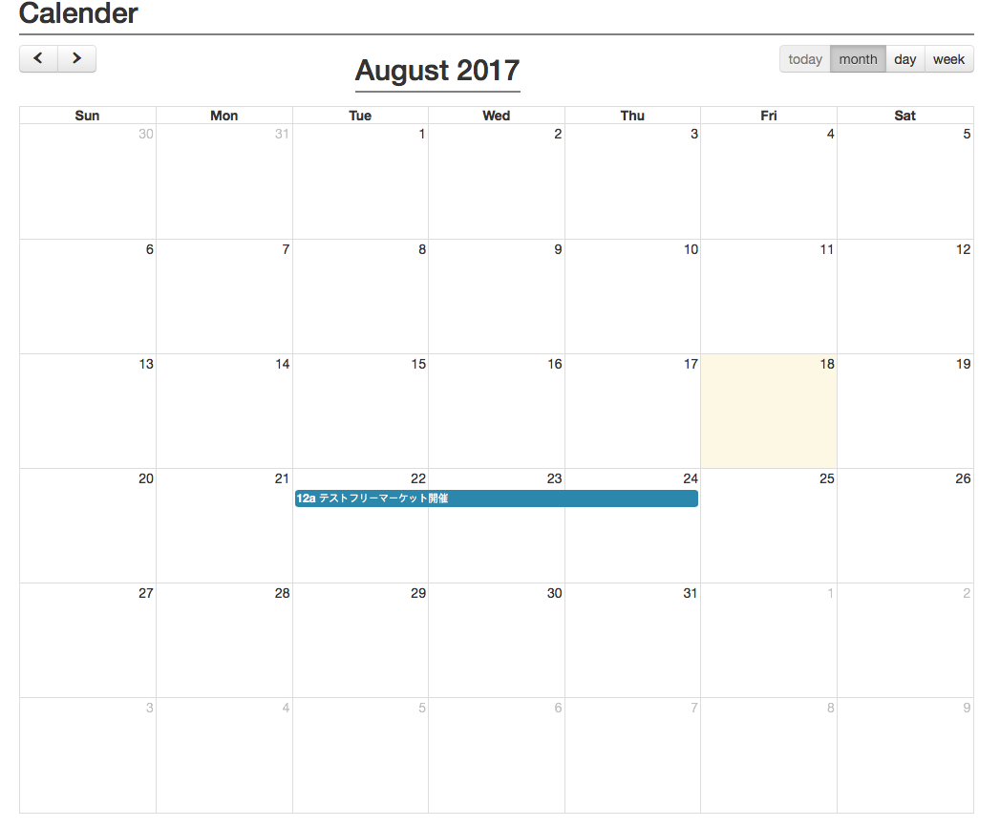 Calender
August 2017
today month day week
Sun Mon Tue Wed Thu Fri Sat
30 31 1 2 3 4 5
6 7 8 9 10 11 12
13 14 15 16 17 18 19
20 21 22 23 24 25 26
12a テストフリーマーケット開催
27 28 29 30 31 1 2
3 4 5 6 7 8 9